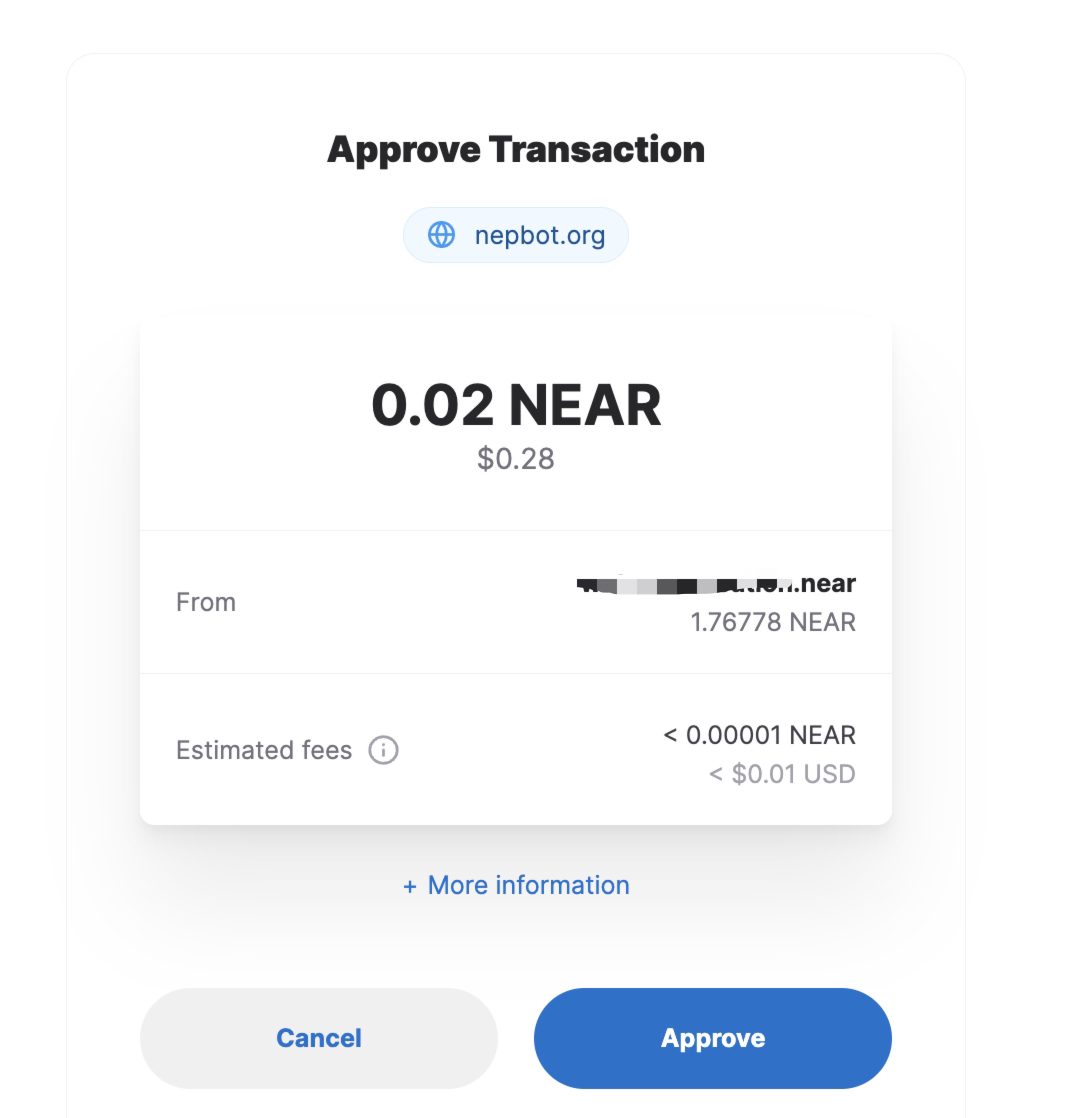 Approve Transaction
nepbot.org
0.02 NEAR
$0.28
From
.near
1.76778 NEAR
Estimated fees
< 0.00001 NEAR
< $0.01 USD
+ More information
Cancel
Approve